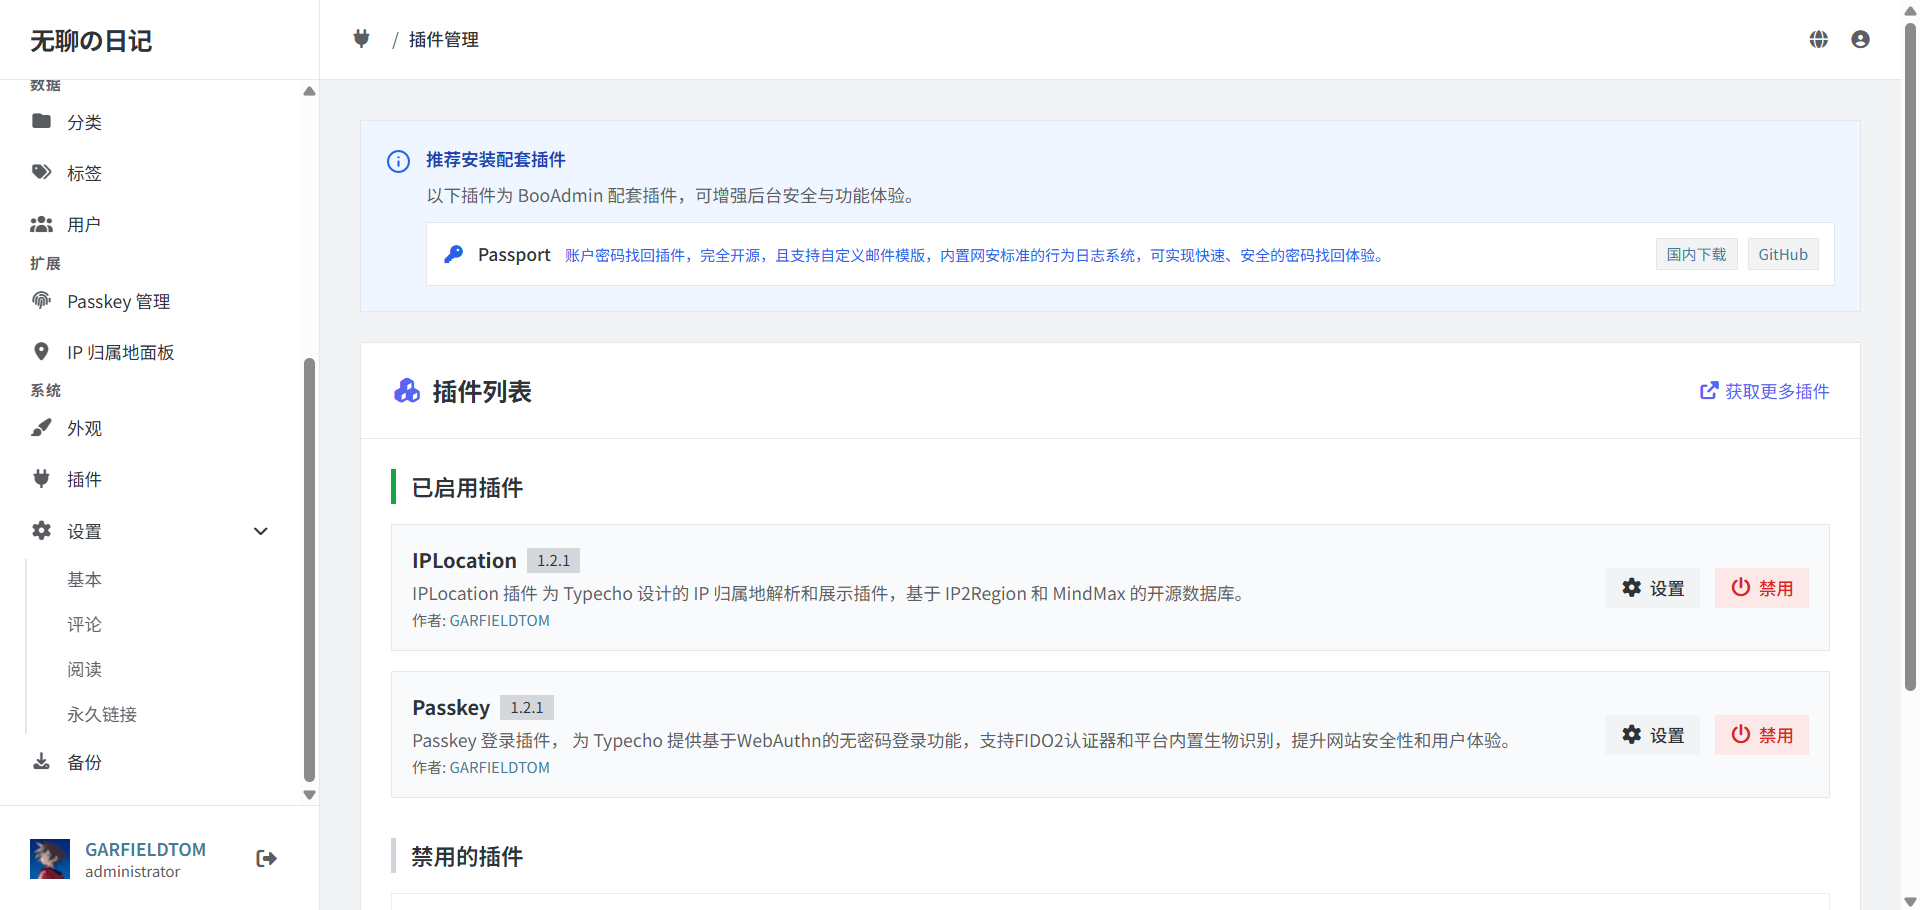 无聊の日记
/ 插件管理
数据
分类
标签
用户
扩展
Passkey 管理
IP 归属地面板
系统
外观
插件
设置
基本
评论
阅读
永久链接
备份
GARFIELDTOM
administrator
推荐安装配套插件
以下插件为 BooAdmin 配套插件，可增强后台安全与功能体验。
Passport 账户密码找回插件，完全开源，且支持自定义邮件模版，内置网安标准的行为日志系统，可实现快速、安全的密码找回体验。 国内下载 GitHub
插件列表 获取更多插件
已启用插件
IPLocation 1.2.1
IPLocation 插件 为 Typecho 设计的 IP 归属地解析和展示插件，基于 IP2Region 和 MindMax 的开源数据库。
作者: GARFIELDTOM
设置 禁用
Passkey 1.2.1
Passkey 登录插件， 为 Typecho 提供基于WebAuthn的无密码登录功能，支持FIDO2认证器和平台内置生物识别，提升网站安全性和用户体验。
作者: GARFIELDTOM
设置 禁用
禁用的插件